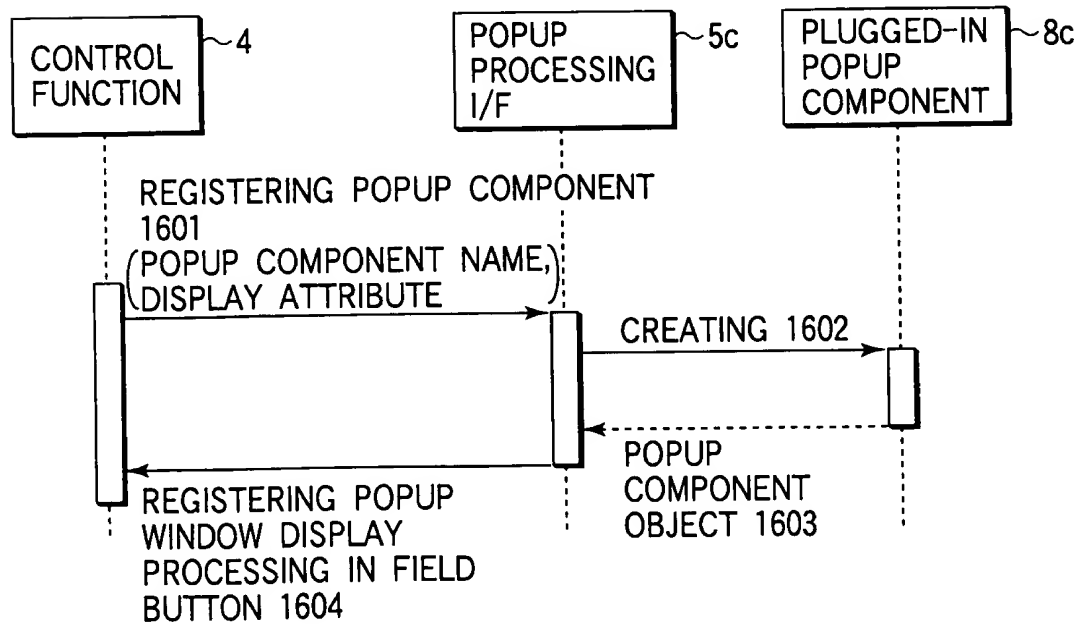 CONTROL
FUNCTION
~4
POPUP
PROCESSING
I/F
~5c
PLUGGED-IN
POPUP
COMPONENT
~8c
REGISTERING POPUP COMPONENT
1601
(POPUP COMPONENT NAME,
DISPLAY ATTRIBUTE)
CREATING 1602
POPUP
COMPONENT
OBJECT 1603
REGISTERING POPUP
WINDOW DISPLAY
PROCESSING IN FIELD
BUTTON 1604